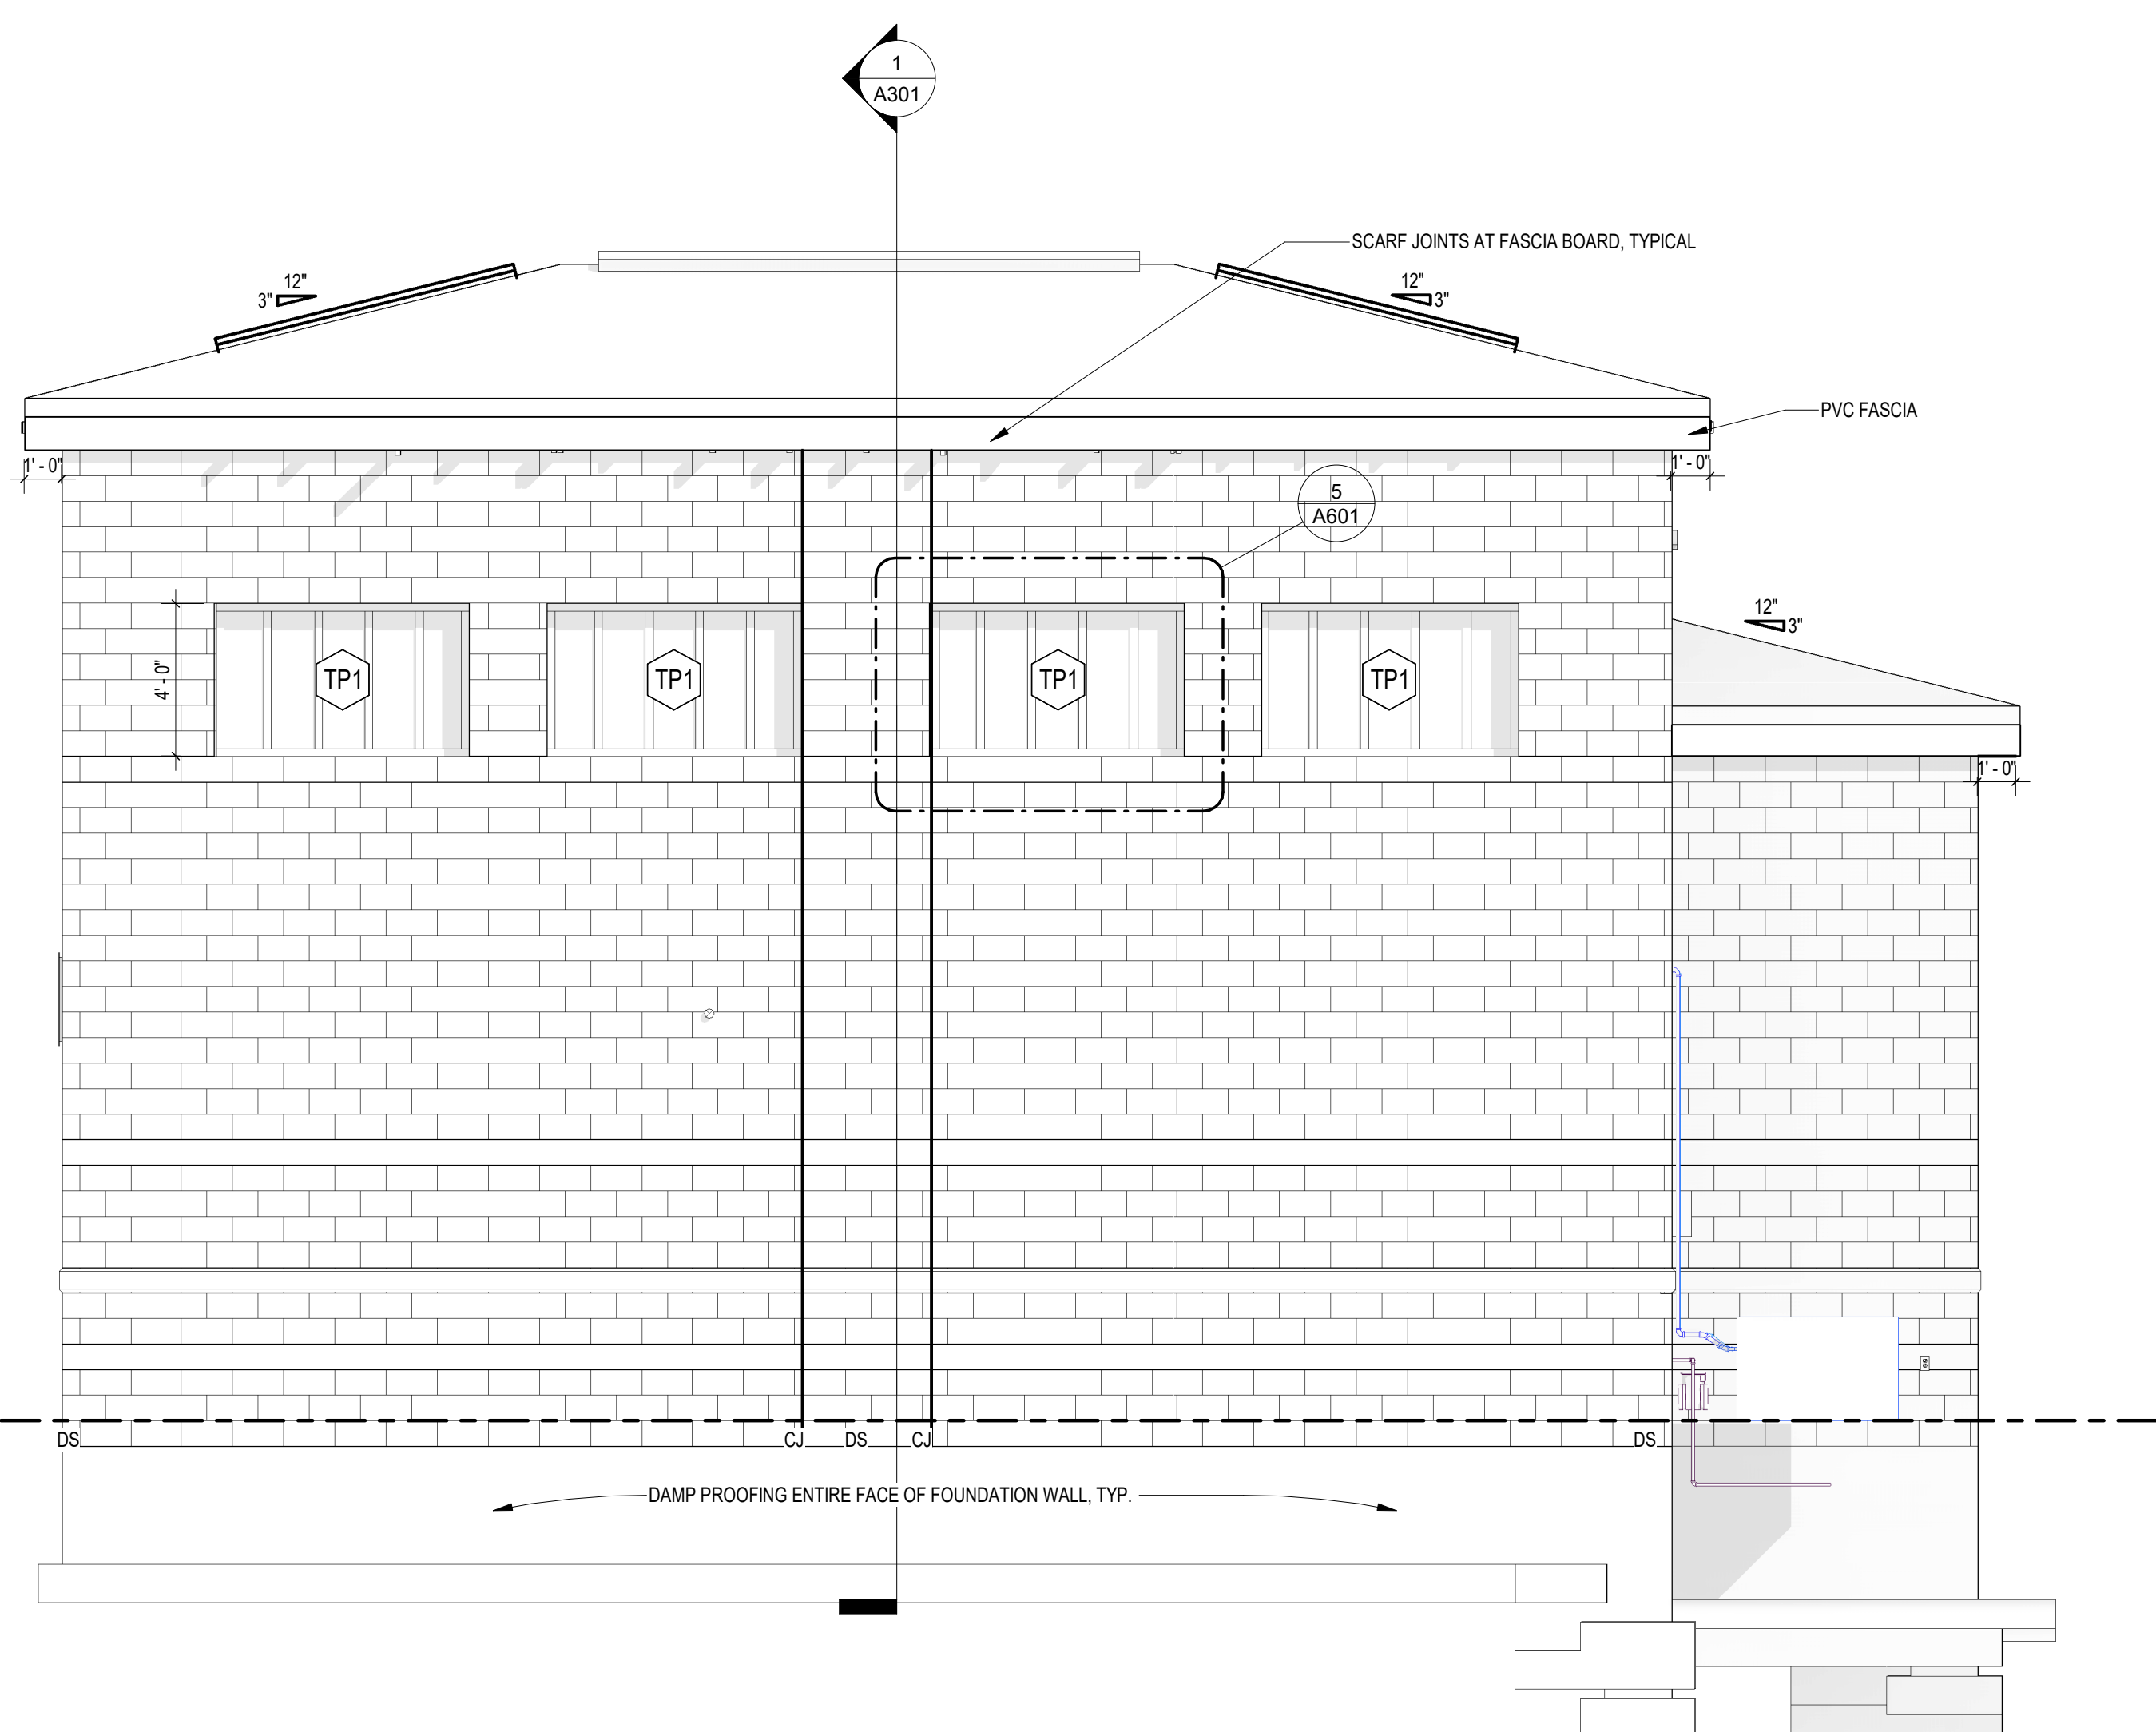 1
A301
SCARF JOINTS AT FASCIA BOARD, TYPICAL
12"
3"
12"
3"
PVC FASCIA
1' - 0"
1' - 0"
5
A601
12"
3"
4' - 0"
TP1
TP1
TP1
TP1
1' - 0"
DS
CJ
DS
CJ
DS
DAMP PROOFING ENTIRE FACE OF FOUNDATION WALL, TYP.